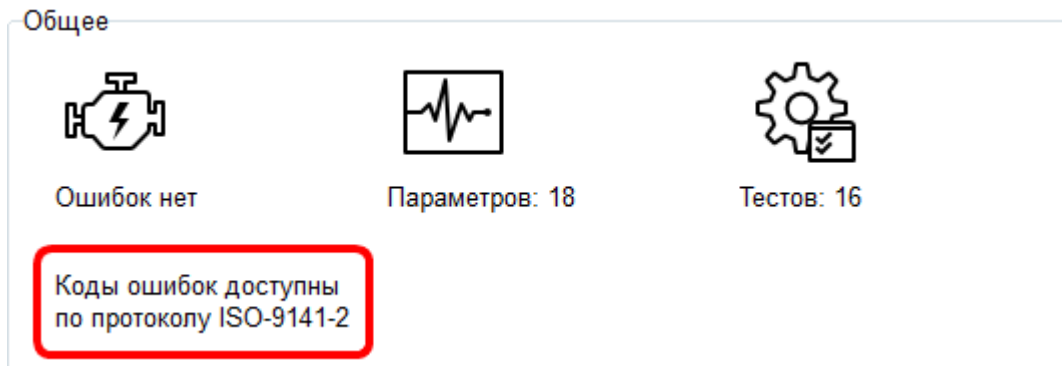 Общее
Ошибок нет
Параметров: 18
Тестов: 16
Коды ошибок доступны
по протоколу ISO-9141-2